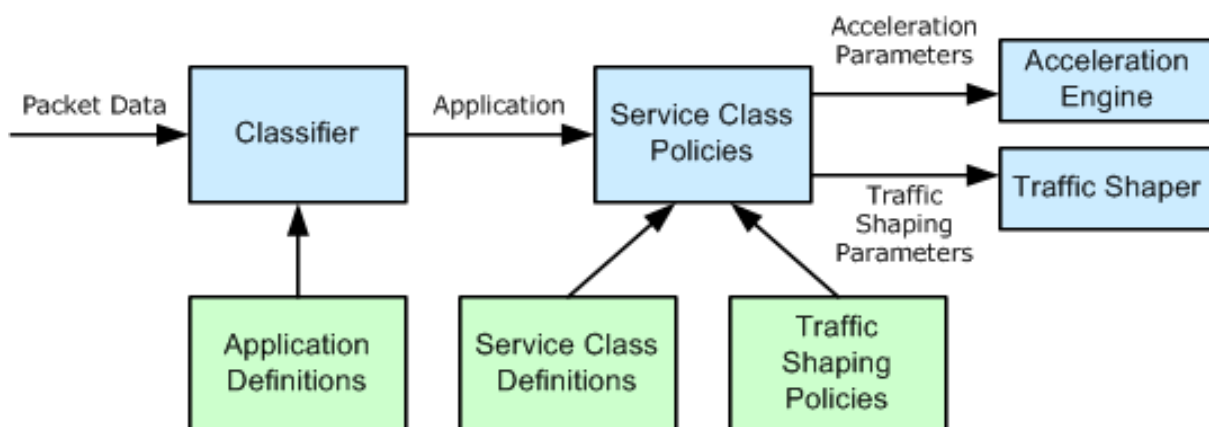 Acceleration
Parameters
Acceleration
Engine
Packet Data
Classifier
Application
Service Class
Policies
Traffic
Shaping
Parameters
Traffic Shaper
Application
Definitions
Service Class
Definitions
Traffic
Shaping
Policies